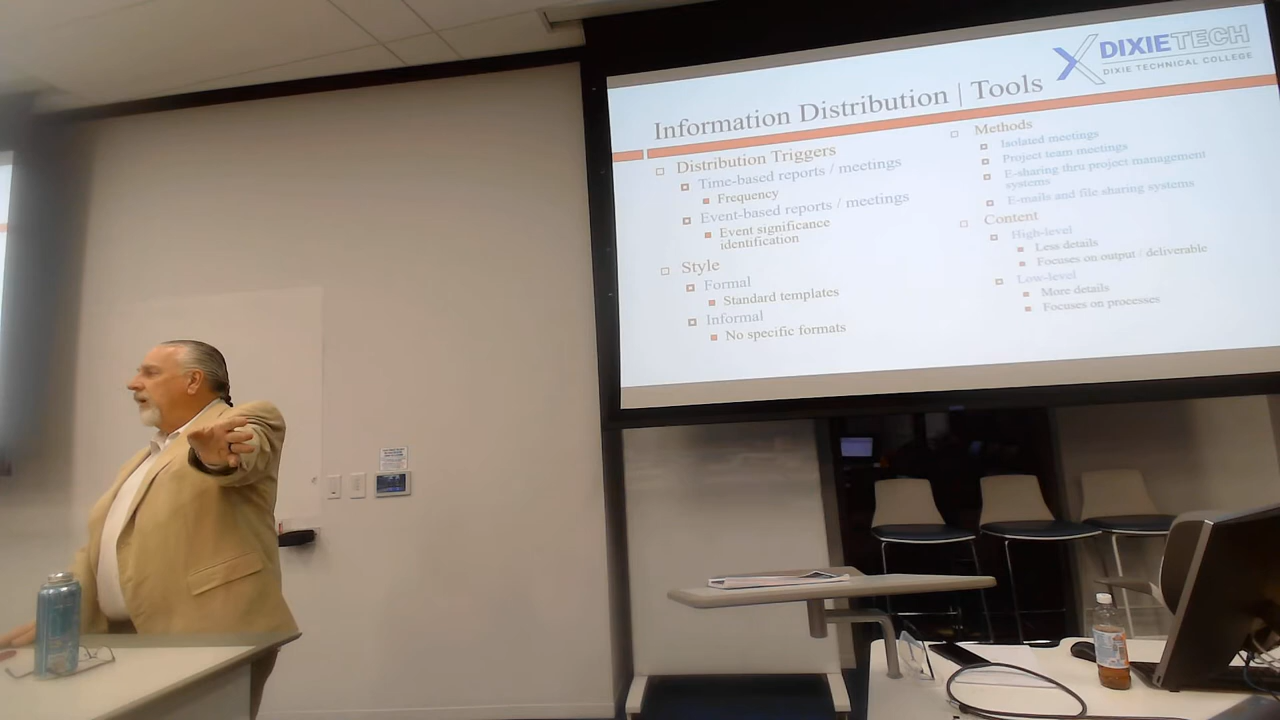 DIXIETECH
DIXIE TECHNICAL COLLEGE
Information Distribution | Tools
Distribution Triggers
Time-based reports / meetings
Frequency
Event-based reports / meetings
Event significance
identification
Style
Formal
Standard templates
Informal
No specific formats
Methods
Isolated meetings
Project team meetings
E-sharing thru project management
systems
E-mails and file sharing systems
Content
High-level
Less details
Focuses on output / deliverable
Low-level
More details
Focuses on processes